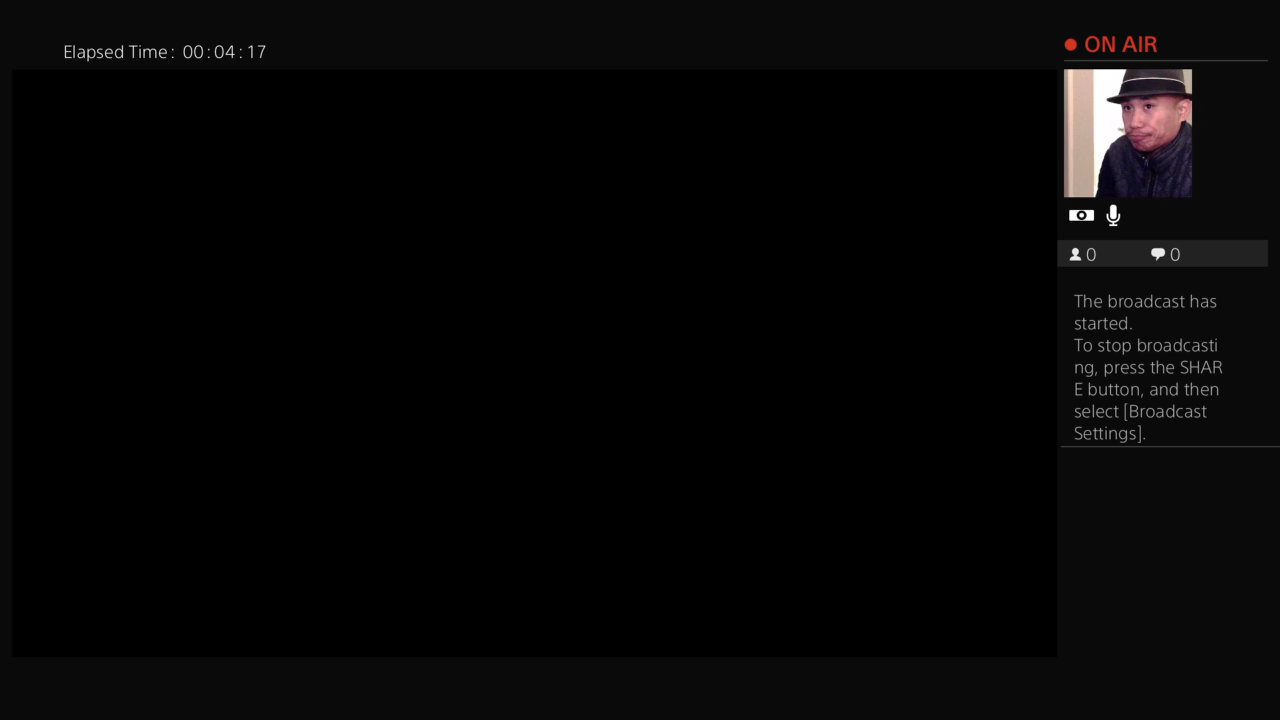 Elapsed Time: 00:04:17
ON AIR
0 0
The broadcast has
started.
To stop broadcasti
ng, press the SHAR
E button, and then
select [Broadcast
Settings].